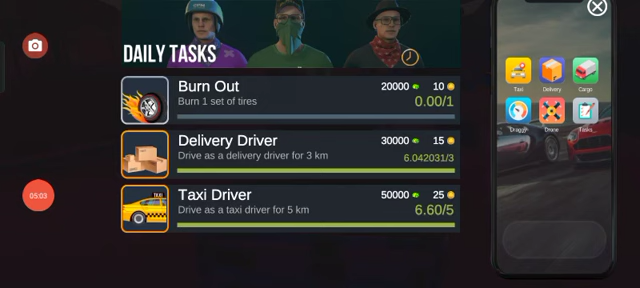 DAILY TASKS
Burn Out
20000 10
Burn 1 set of tires
0.00/1
Delivery Driver
30000 15
Drive as a delivery driver for 3 km
6.042031/3
Taxi Driver
50000 25
Drive as a taxi driver for 5 km
6.60/5
05:03
Taxi Delivery Cargo
Draggy Drone Tasks